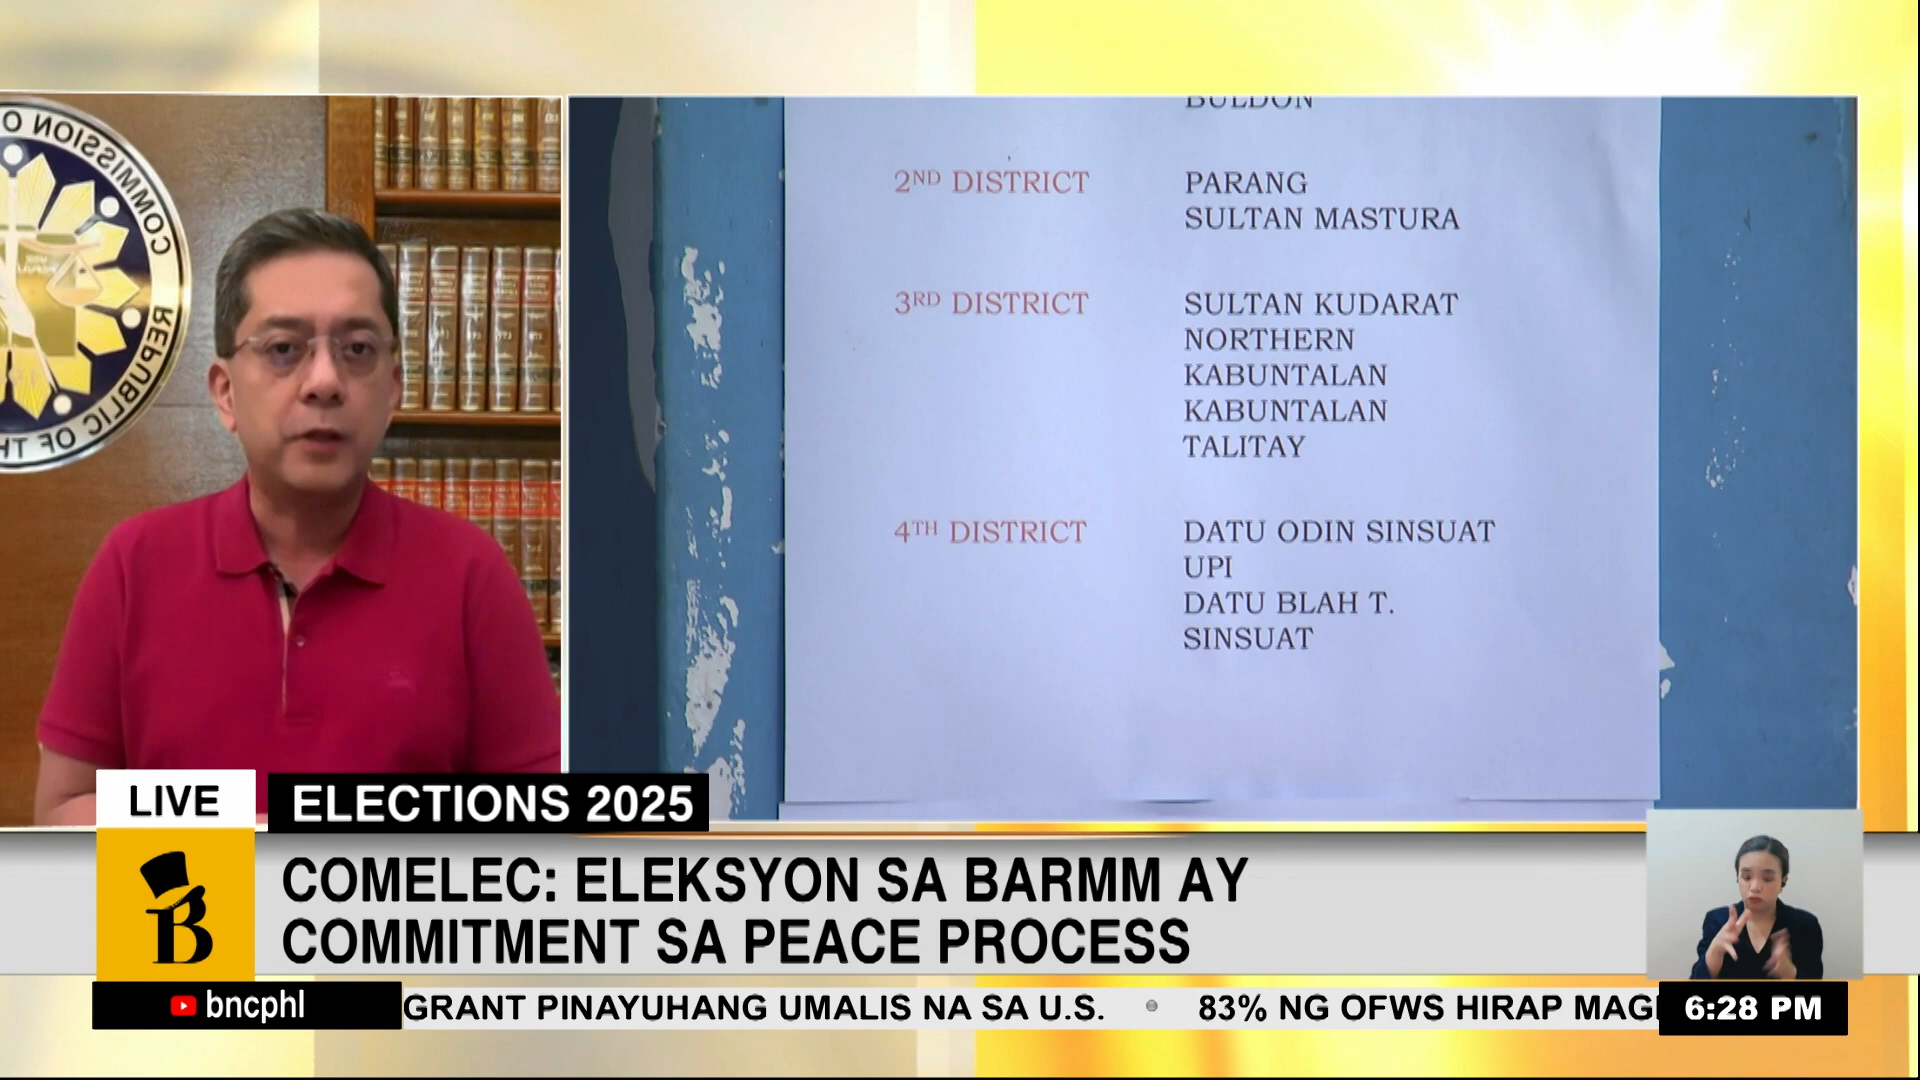 COMMISSION O
REPUBLIC OF TH
BULDON
2ND DISTRICT PARANG
SULTAN MASTURA
3RD DISTRICT SULTAN KUDARAT
NORTHERN
KABUNTALAN
KABUNTALAN
TALITAY
4TH DISTRICT DATU ODIN SINSUAT
UPI
DATU BLAH T.
SINSUAT
LIVE ELECTIONS 2025
COMELEC: ELEKSYON SA BARMM AY
COMMITMENT SA PEACE PROCESS
B
bncphl GRANT PINAYUHANG UMALIS NA SA U.S. • 83% NG OFWS HIRAP MAG 6:28 PM